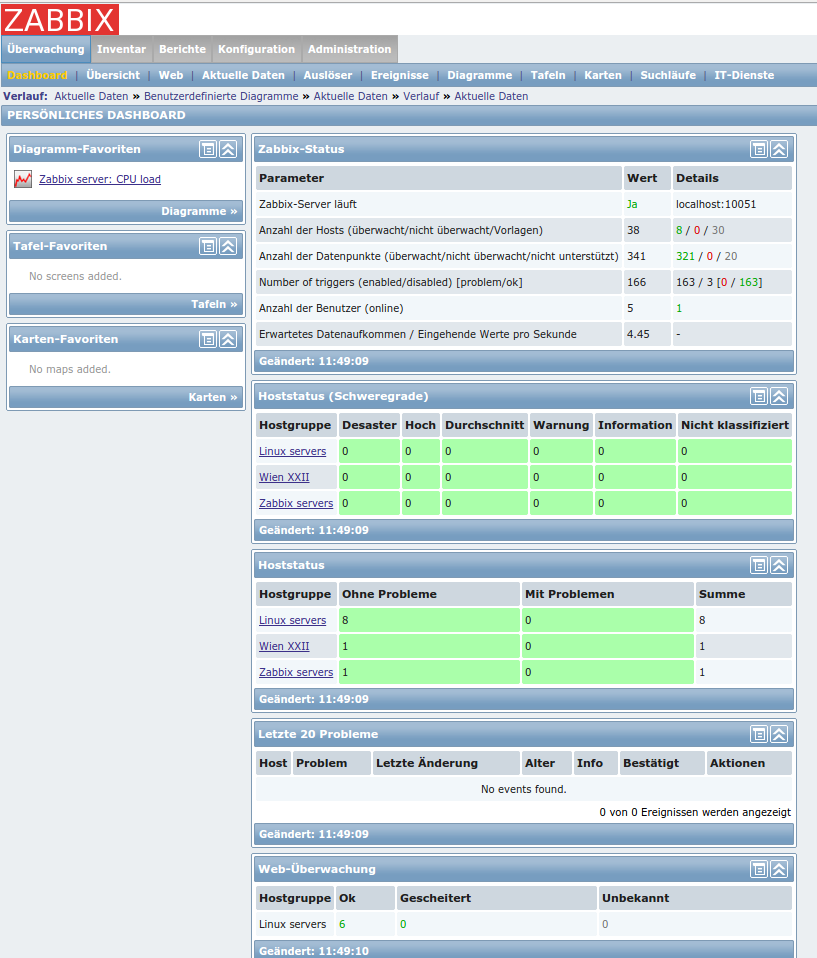 ZABBIX
Überwachung Inventar Berichte Konfiguration Administration
Dashboard | Übersicht | Web | Aktuelle Daten | Auslöser | Ereignisse | Diagramme | Tafeln | Karten | Suchläufe | IT-Dienste
Verlauf: Aktuelle Daten » Benutzerdefinierte Diagramme » Aktuelle Daten » Verlauf » Aktuelle Daten
PERSÖNLICHES DASHBOARD
Diagramm-Favoriten
Zabbix server: CPU load
Diagramme »
Tafel-Favoriten
No screens added.
Tafeln »
Karten-Favoriten
No maps added.
Karten »
Zabbix-Status
Parameter Wert Details
Zabbix-Server läuft Ja localhost:10051
Anzahl der Hosts (überwacht/nicht überwacht/Vorlagen) 38 8 / 0 / 30
Anzahl der Datenpunkte (überwacht/nicht überwacht/nicht unterstützt) 341 321 / 0 / 20
Number of triggers (enabled/disabled) [problem/ok] 166 163 / 3 [0 / 163]
Anzahl der Benutzer (online) 5 1
Erwartetes Datenaufkommen / Eingehende Werte pro Sekunde 4.45 -
Geändert: 11:49:09
Hoststatus (Schweregrade)
Hostgruppe Desaster Hoch Durchschnitt Warnung Information Nicht klassifiziert
Linux servers 0 0 0 0 0 0
Wien XXII 0 0 0 0 0 0
Zabbix servers 0 0 0 0 0 0
Geändert: 11:49:09
Hoststatus
Hostgruppe Ohne Probleme Mit Problemen Summe
Linux servers 8 0 8
Wien XXII 1 0 1
Zabbix servers 1 0 1
Geändert: 11:49:09
Letzte 20 Probleme
Host Problem Letzte Änderung Alter Info Bestätigt Aktionen
No events found.
0 von 0 Ereignissen werden angezeigt
Geändert: 11:49:09
Web-Überwachung
Hostgruppe Ok Gescheitert Unbekannt
Linux servers 6 0 0
Geändert: 11:49:10